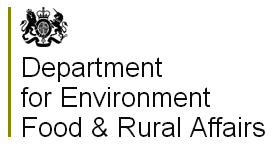 Department
for Environment
Food & Rural Affairs